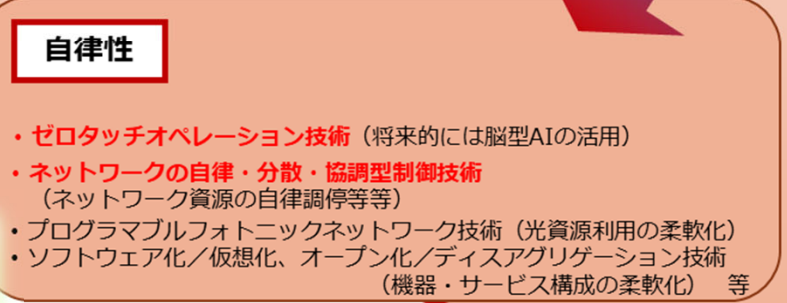 自律性
・ゼロタッチオペレーション技術（将来的には脳型AIの活用）
・ネットワークの自律・分散・協調型制御技術
（ネットワーク資源の自律調停等等）
・プログラマブルフォトニックネットワーク技術（光資源利用の柔軟化）
・ソフトウェア化／仮想化、オープン化／ディスアグリゲーション技術
（機器・サービス構成の柔軟化）　等